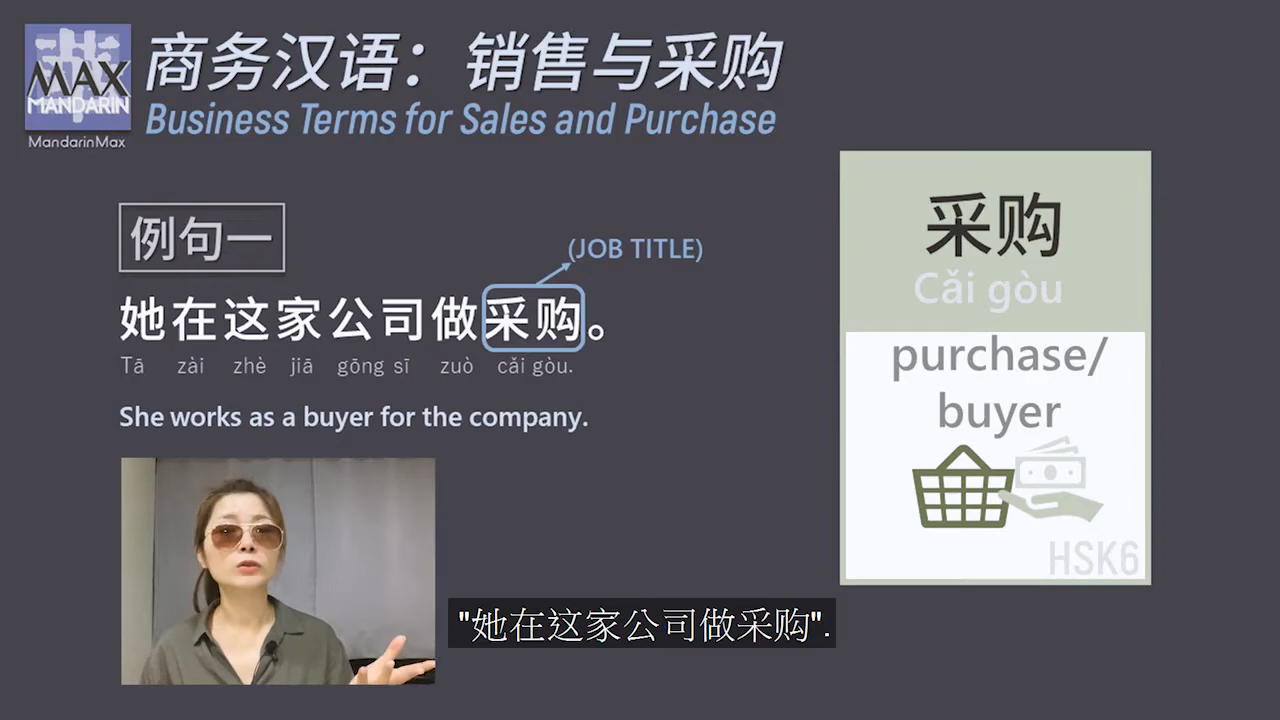 MAX
MANDARIN
MandarinMax
商务汉语：销售与采购
Business Terms for Sales and Purchase
例句一
(JOB TITLE)
她在这家公司做采购。
Tā zài zhè jiā gōng sī zuò cǎi gòu.
She works as a buyer for the company.
采购
Cǎi gòu
purchase/
buyer
HSK6
"她在这家公司做采购".